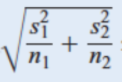 √(s₁²/n₁ + s₂²/n₂)